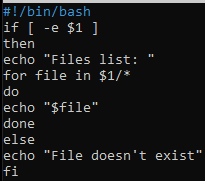 #!/bin/bash
if [ -e $1 ]
then
echo "Files list: "
for file in $1/*
do
echo "$file"
done
else
echo "File doesn't exist"
fi